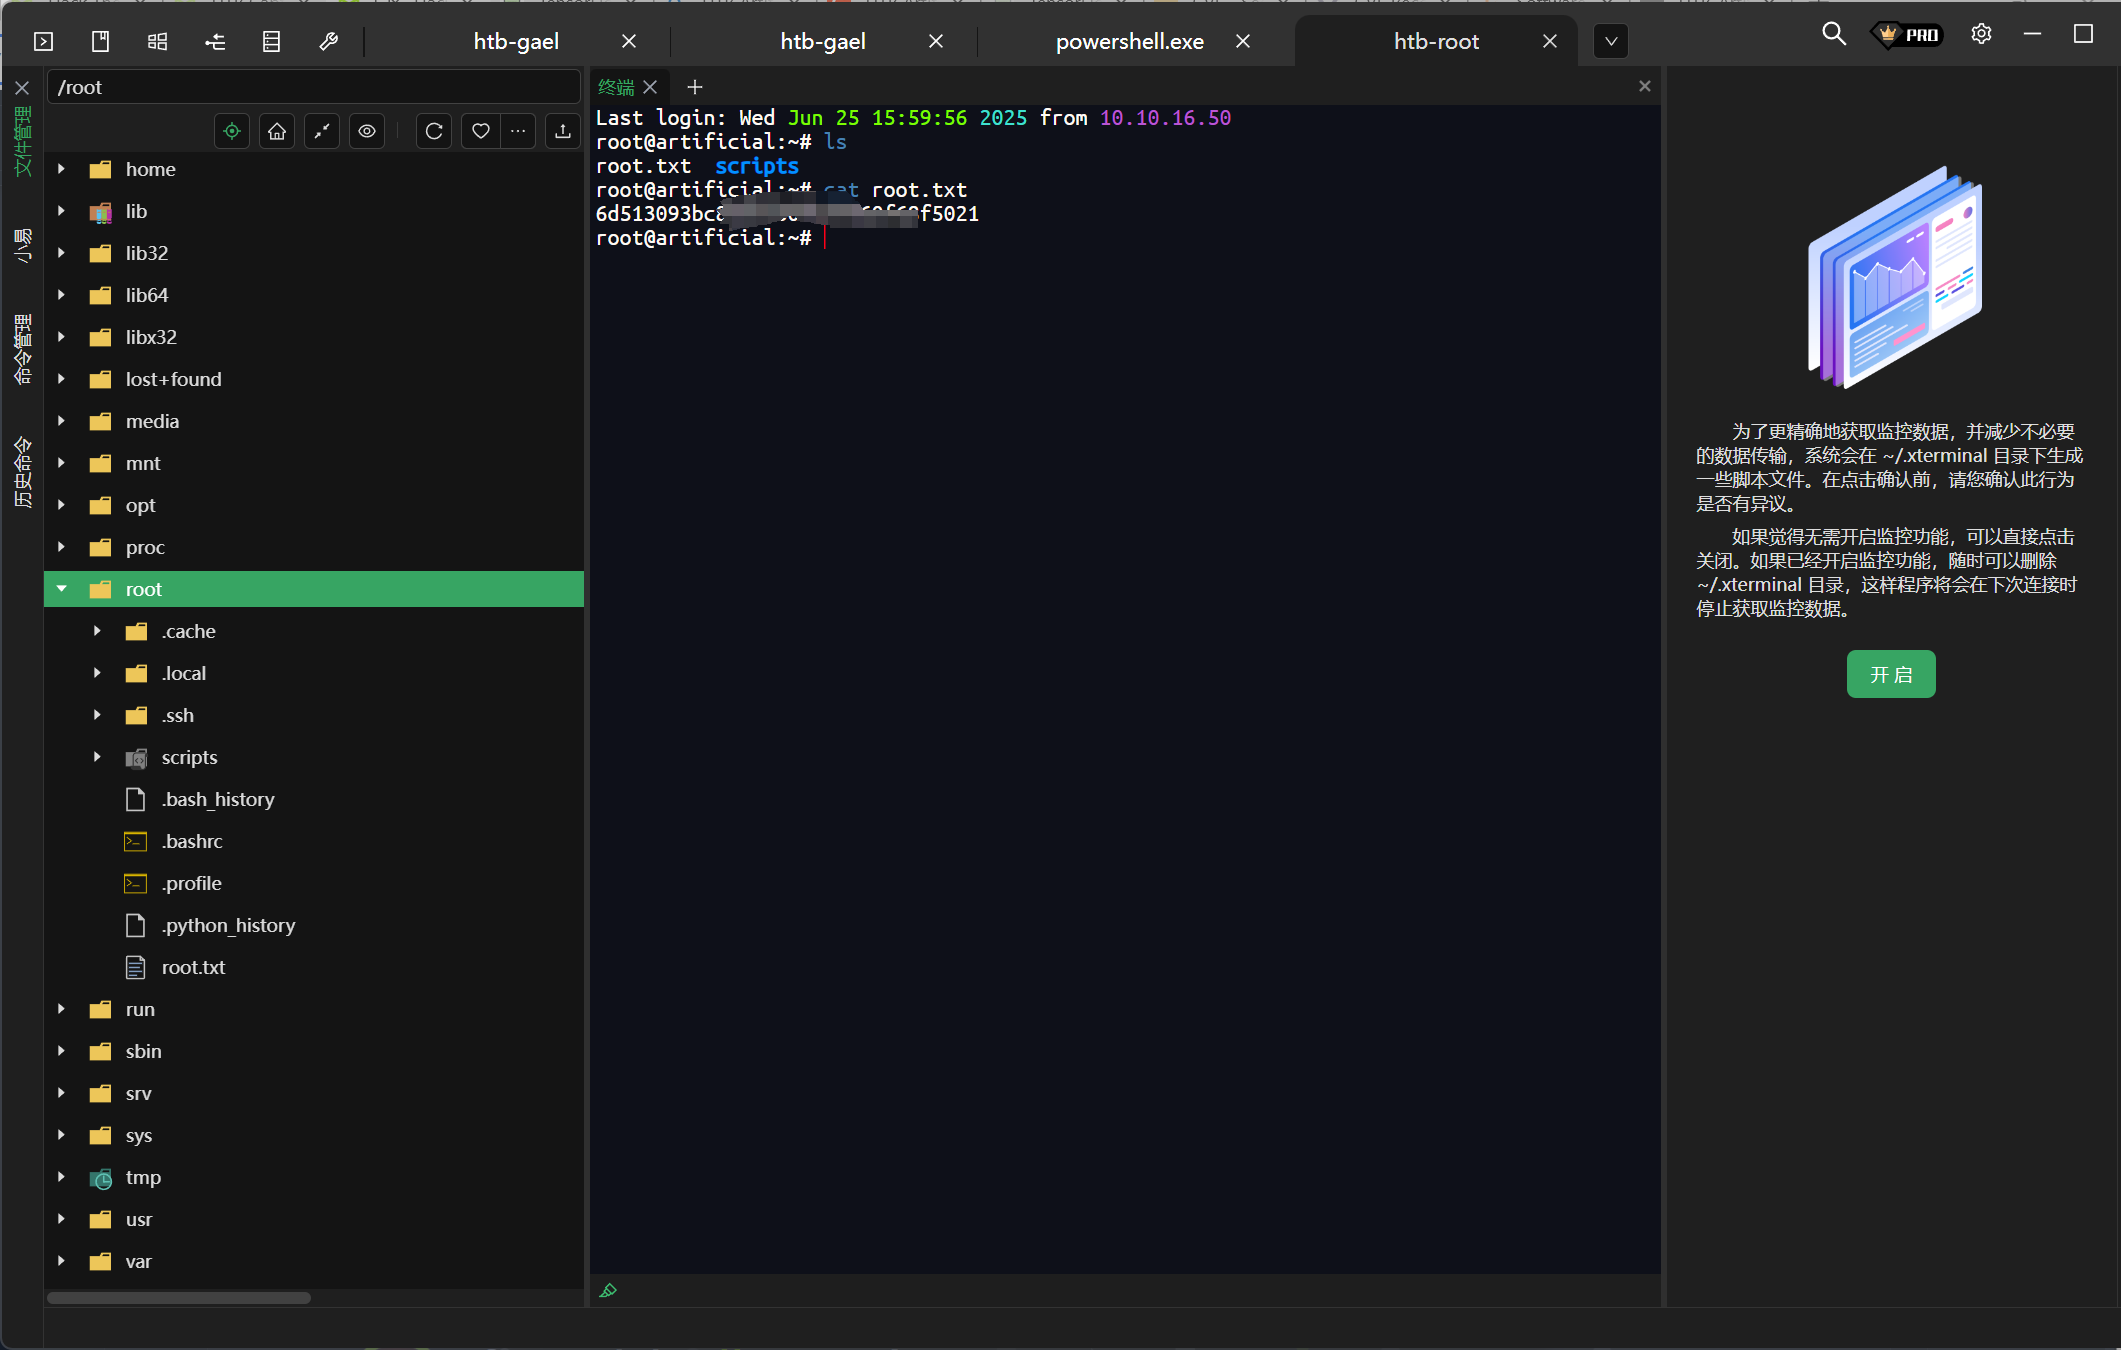 htb-gael
htb-gael
powershell.exe
htb-root
PRO
/root
文件管理
小易
命令管理
历史命令
home
lib
lib32
lib64
libx32
lost+found
media
mnt
opt
proc
root
.cache
.local
.ssh
scripts
.bash_history
.bashrc
.profile
.python_history
root.txt
run
sbin
srv
sys
tmp
usr
var
终端
Last login: Wed Jun 25 15:59:56 2025 from 10.10.16.50
root@artificial:~# ls
root.txt scripts
root@artificial:~# cat root.txt
6d513093bc f5021
root@artificial:~#
为了更精确地获取监控数据，并减少不必要
的数据传输，系统会在 ~/.xterminal 目录下生成
一些脚本文件。在点击确认前，请您确认此行为
是否有异议。
如果觉得无需开启监控功能，可以直接点击
关闭。如果已经开启监控功能，随时可以删除
~/.xterminal 目录，这样程序将会在下次连接时
停止获取监控数据。
开启